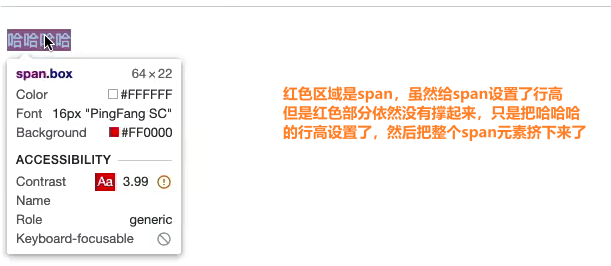 哈哈哈哈
span.box 64×22
Color #FFFFFF
Font 16px "PingFang SC"
Background #FF0000
ACCESSIBILITY
Contrast Aa 3.99
Name
Role generic
Keyboard-focusable
红色区域是span，虽然给span设置了行高
但是红色部分依然没有撑起来，只是把哈哈哈
的行高设置了，然后把整个span元素挤下来了